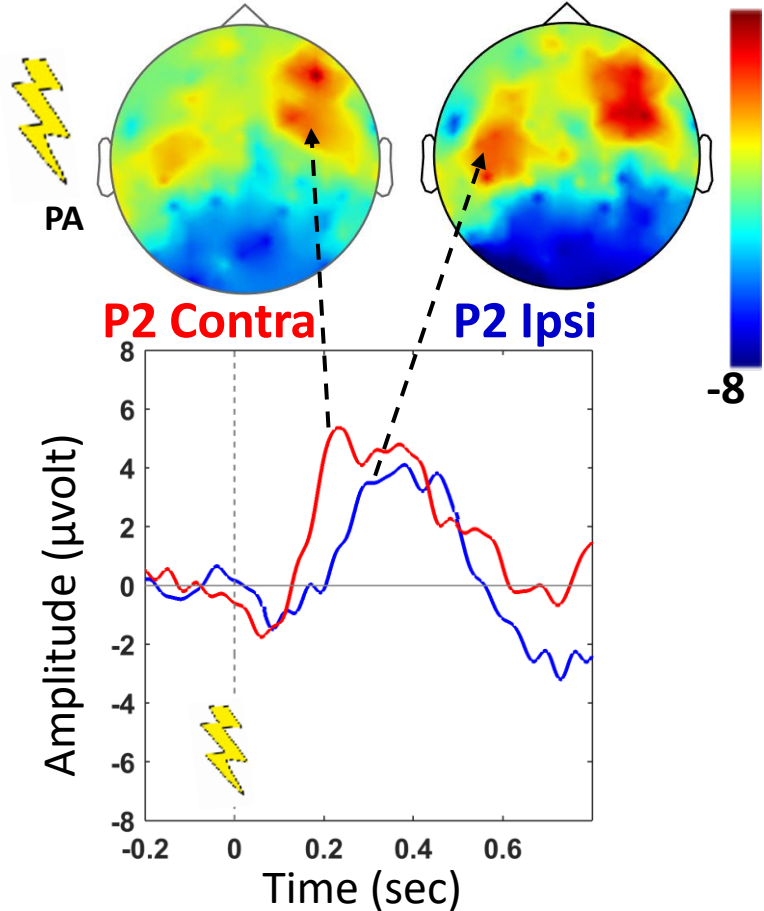 PA
P2 Contra
P2 Ipsi
-8
8
6
4
2
0
-2
-4
-6
-8
Amplitude (μvolt)
-0.2 0 0.2 0.4 0.6
Time (sec)